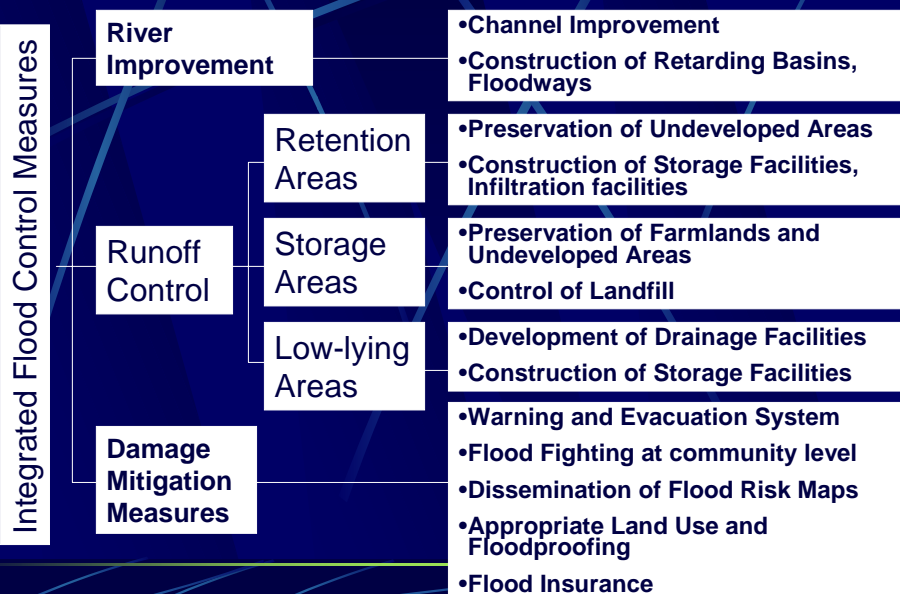 Integrated Flood Control Measures
River
Improvement
•Channel Improvement
•Construction of Retarding Basins,
Floodways
Runoff
Control
Retention
Areas
•Preservation of Undeveloped Areas
•Construction of Storage Facilities,
Infiltration facilities
Storage
Areas
•Preservation of Farmlands and
Undeveloped Areas
•Control of Landfill
Low-lying
Areas
•Development of Drainage Facilities
•Construction of Storage Facilities
Damage
Mitigation
Measures
•Warning and Evacuation System
•Flood Fighting at community level
•Dissemination of Flood Risk Maps
•Appropriate Land Use and
Floodproofing
•Flood Insurance